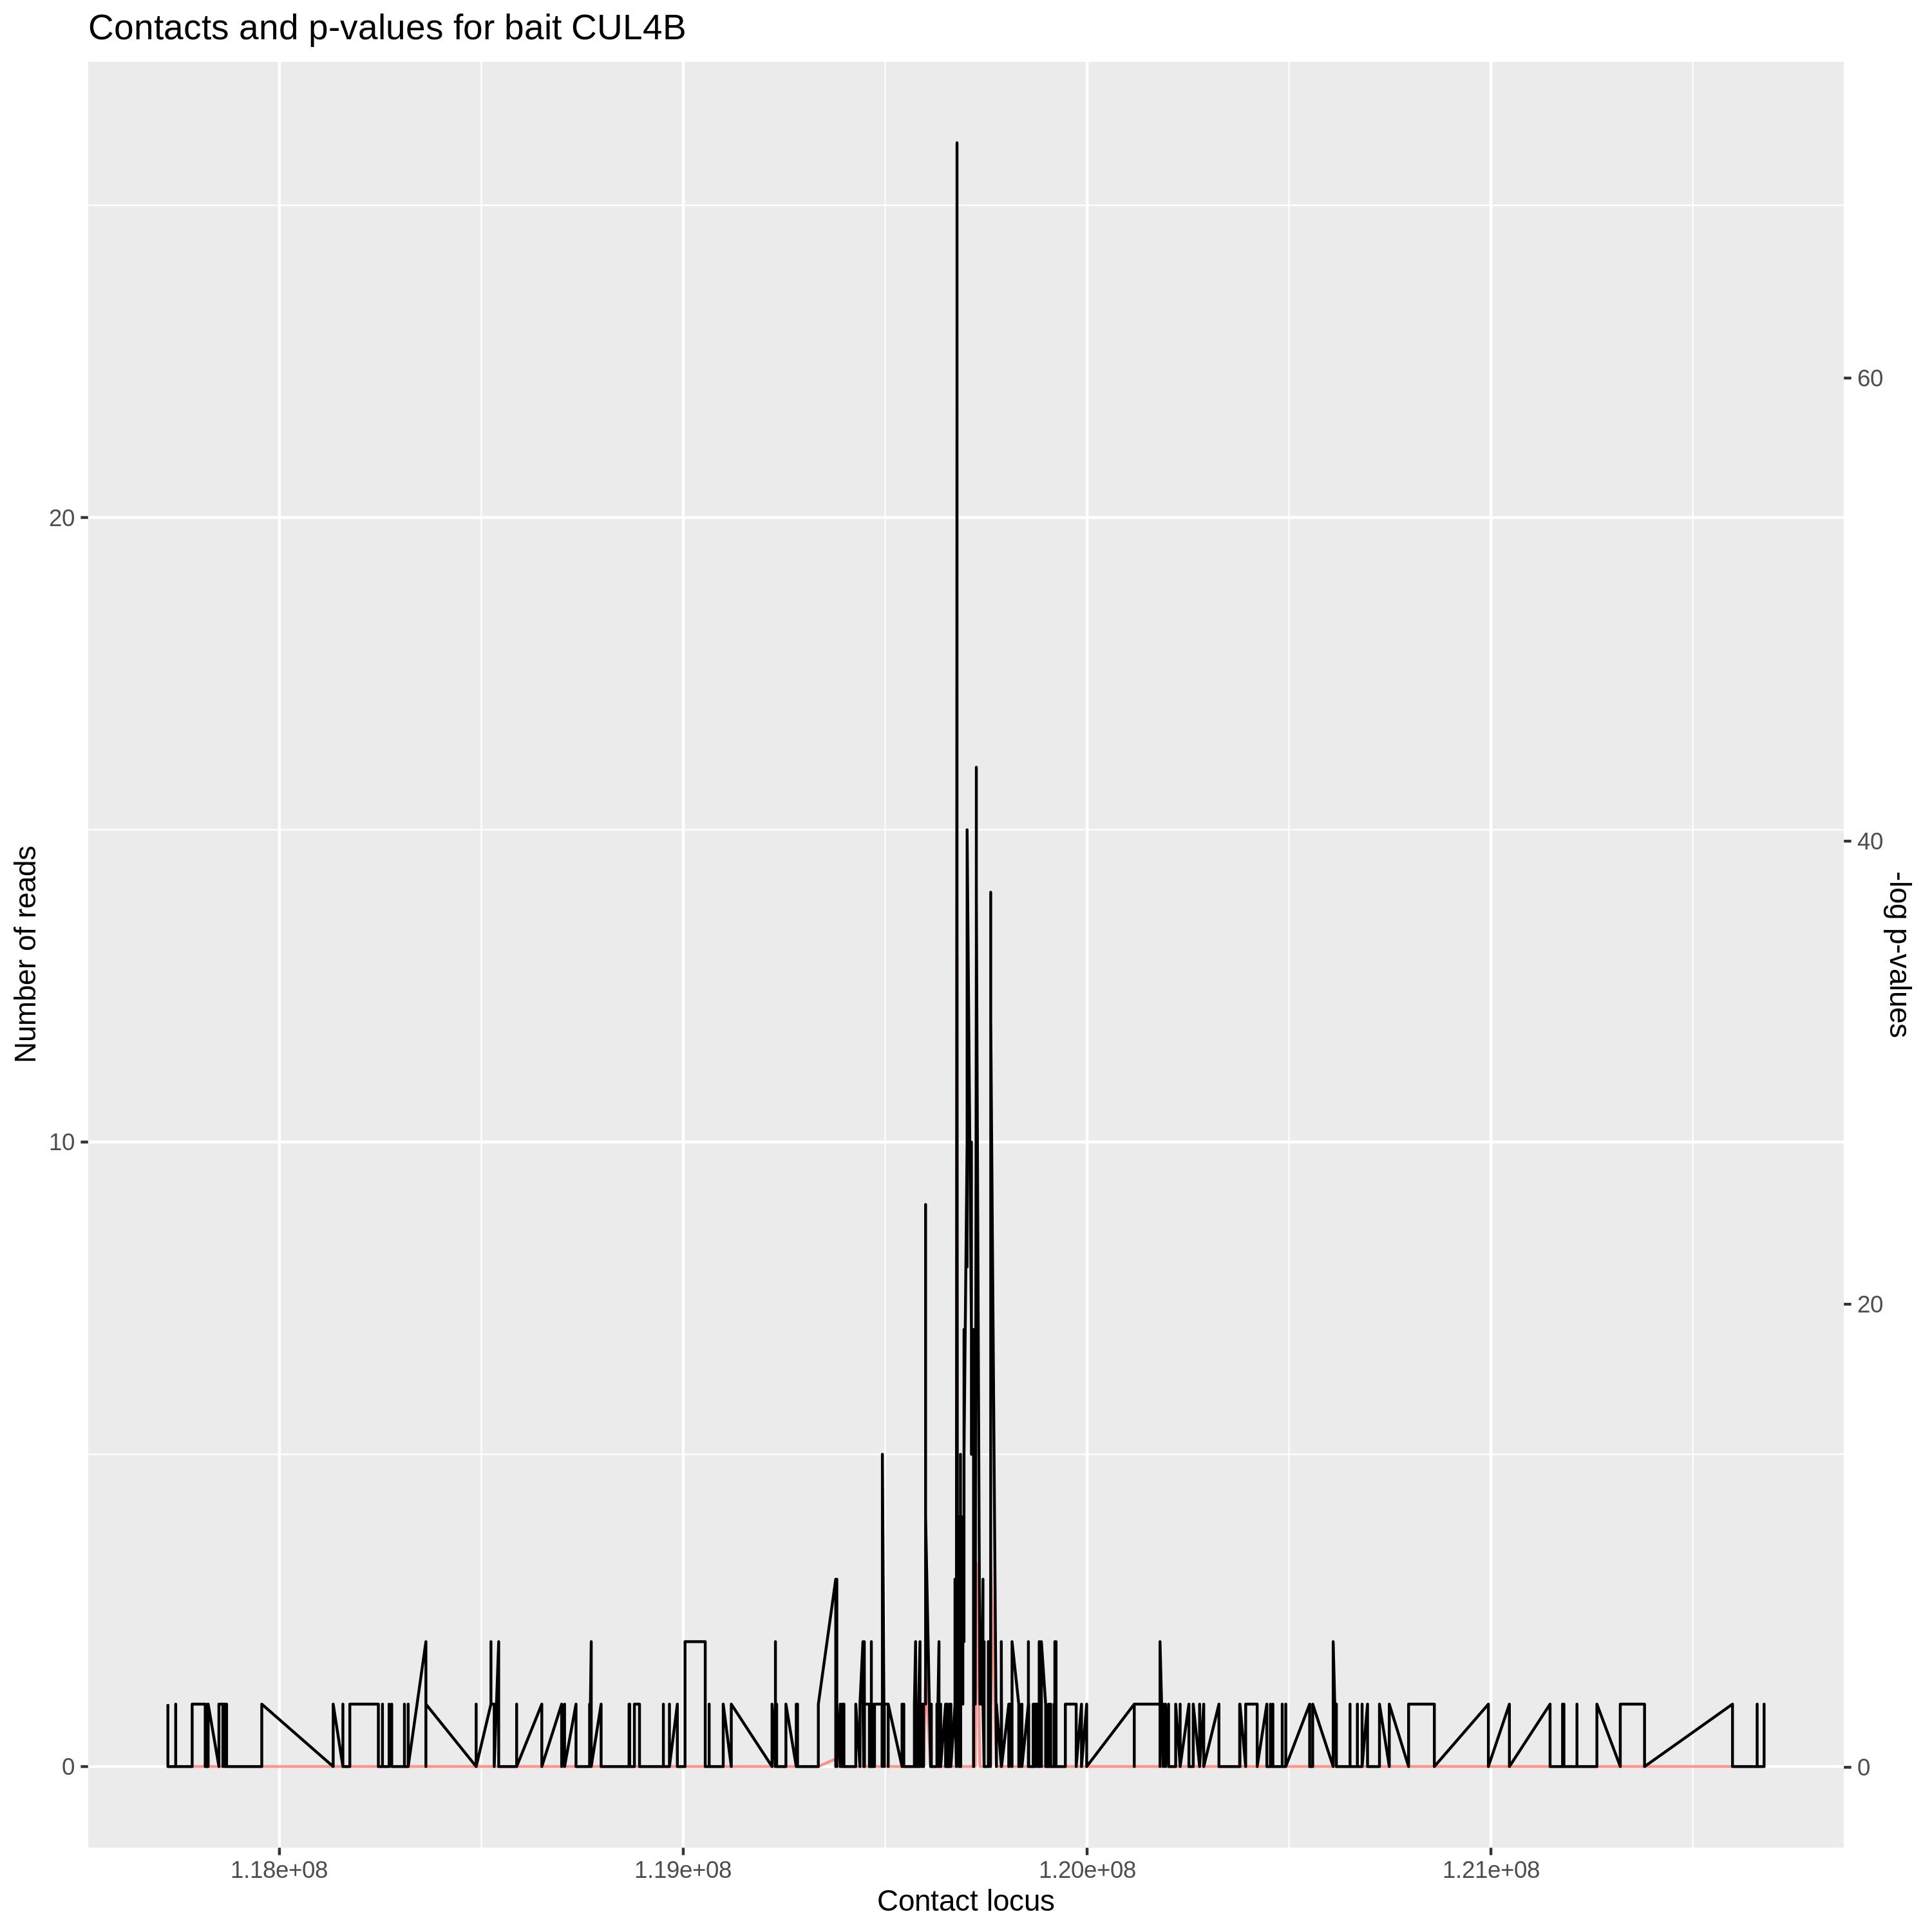 Contacts and p-values for bait CUL4B
Number of reads
20
10
0
60
40
20
0
-log p-values
1.18e+08
1.19e+08
1.20e+08
1.21e+08
Contact locus